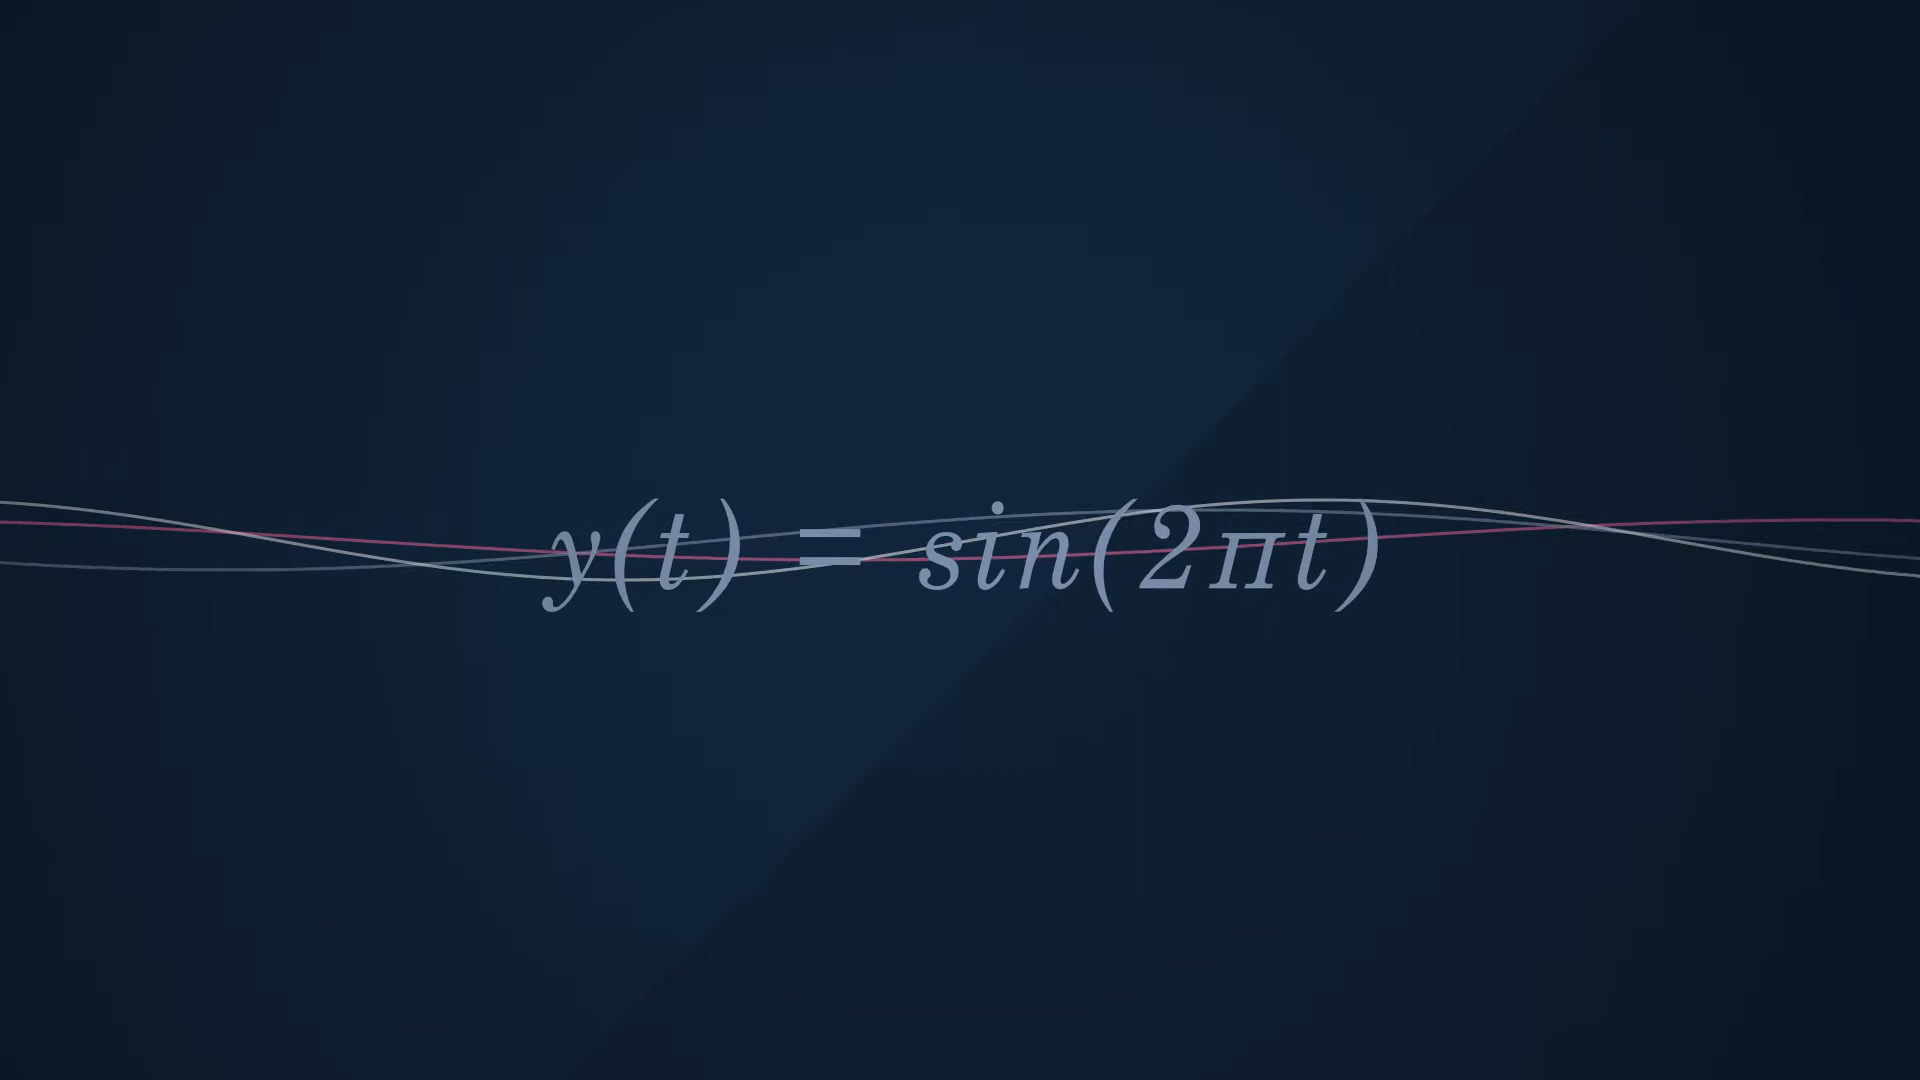 y(t) = sin(2πt)